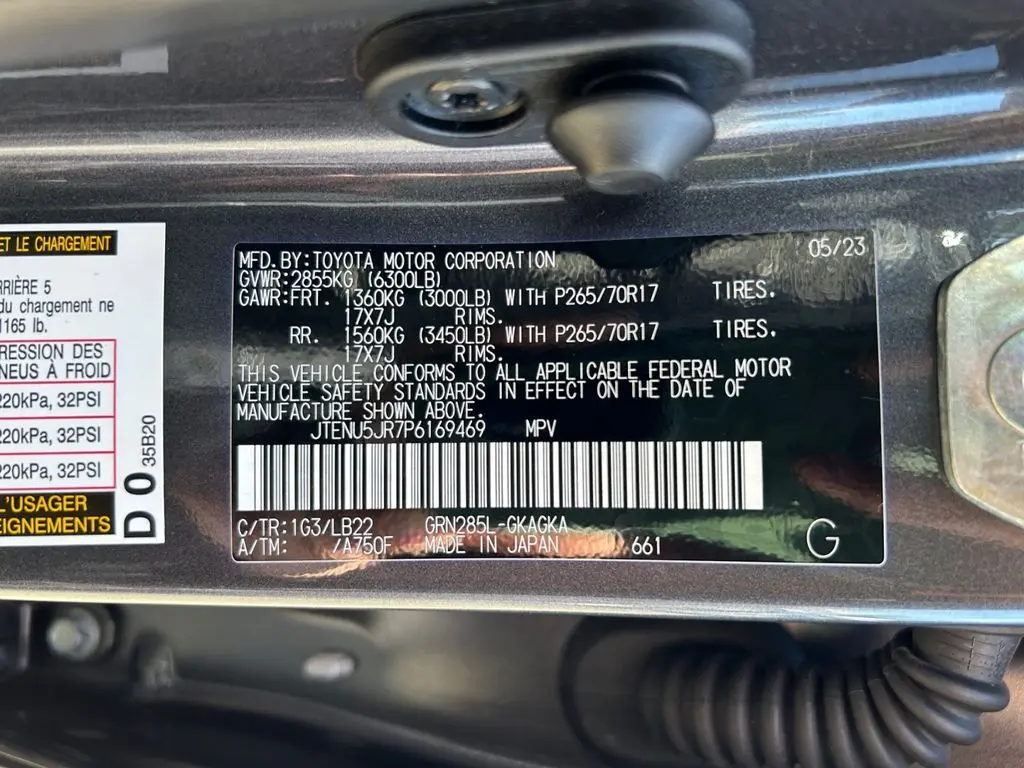 ET LE CHARGEMENT
RRIÈRE 5
du chargement ne
1165 lb.
RESSION DES
NEUS À FROID
220kPa, 32PSI
220kPa, 32PSI
220kPa, 32PSI
L'USAGER
EIGNEMENTS
D 0 35B20
MFD.BY:TOYOTA MOTOR CORPORATION 05/23
GVWR:2855KG (6300LB)
GAWR:FRT. 1360KG (3000LB) WITH P265/70R17 TIRES.
17X7J RIMS.
RR. 1560KG (3450LB) WITH P265/70R17 TIRES.
17X7J RIMS.
THIS VEHICLE CONFORMS TO ALL APPLICABLE FEDERAL MOTOR
VEHICLE SAFETY STANDARDS IN EFFECT ON THE DATE OF
MANUFACTURE SHOWN ABOVE.
JTENU5JR7P6169469 MPV
C/TR:1G3/LB22 GRN285L-GKAGKA
A/TM: /A750F MADE IN JAPAN 661 G